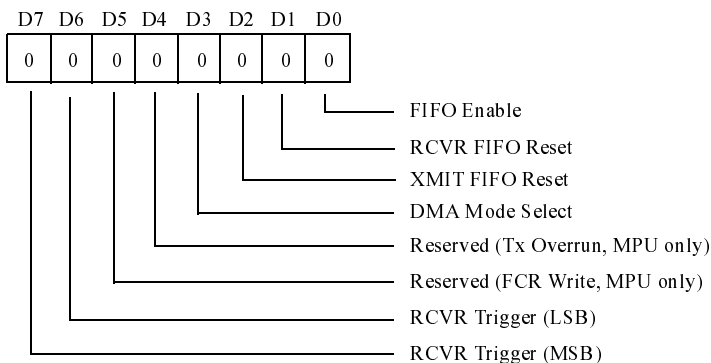 D7 D6 D5 D4 D3 D2 D1 D0
0 0 0 0 0 0 0 0
FIFO Enable
RCVR FIFO Reset
XMIT FIFO Reset
DMA Mode Select
Reserved (Tx Overrun, MPU only)
Reserved (FCR Write, MPU only)
RCVR Trigger (LSB)
RCVR Trigger (MSB)